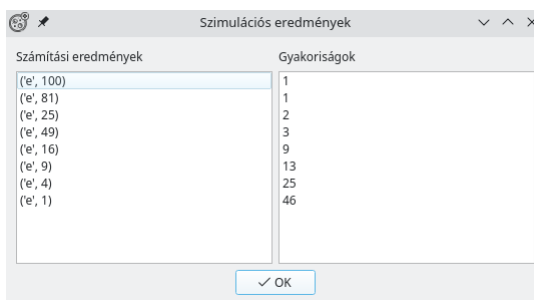 Szimulációs eredmények
Számítási eredmények
Gyakoriságok
('e', 100)
1
('e', 81)
1
('e', 25)
2
('e', 49)
3
('e', 16)
9
('e', 9)
13
('e', 4)
25
('e', 1)
46
OK